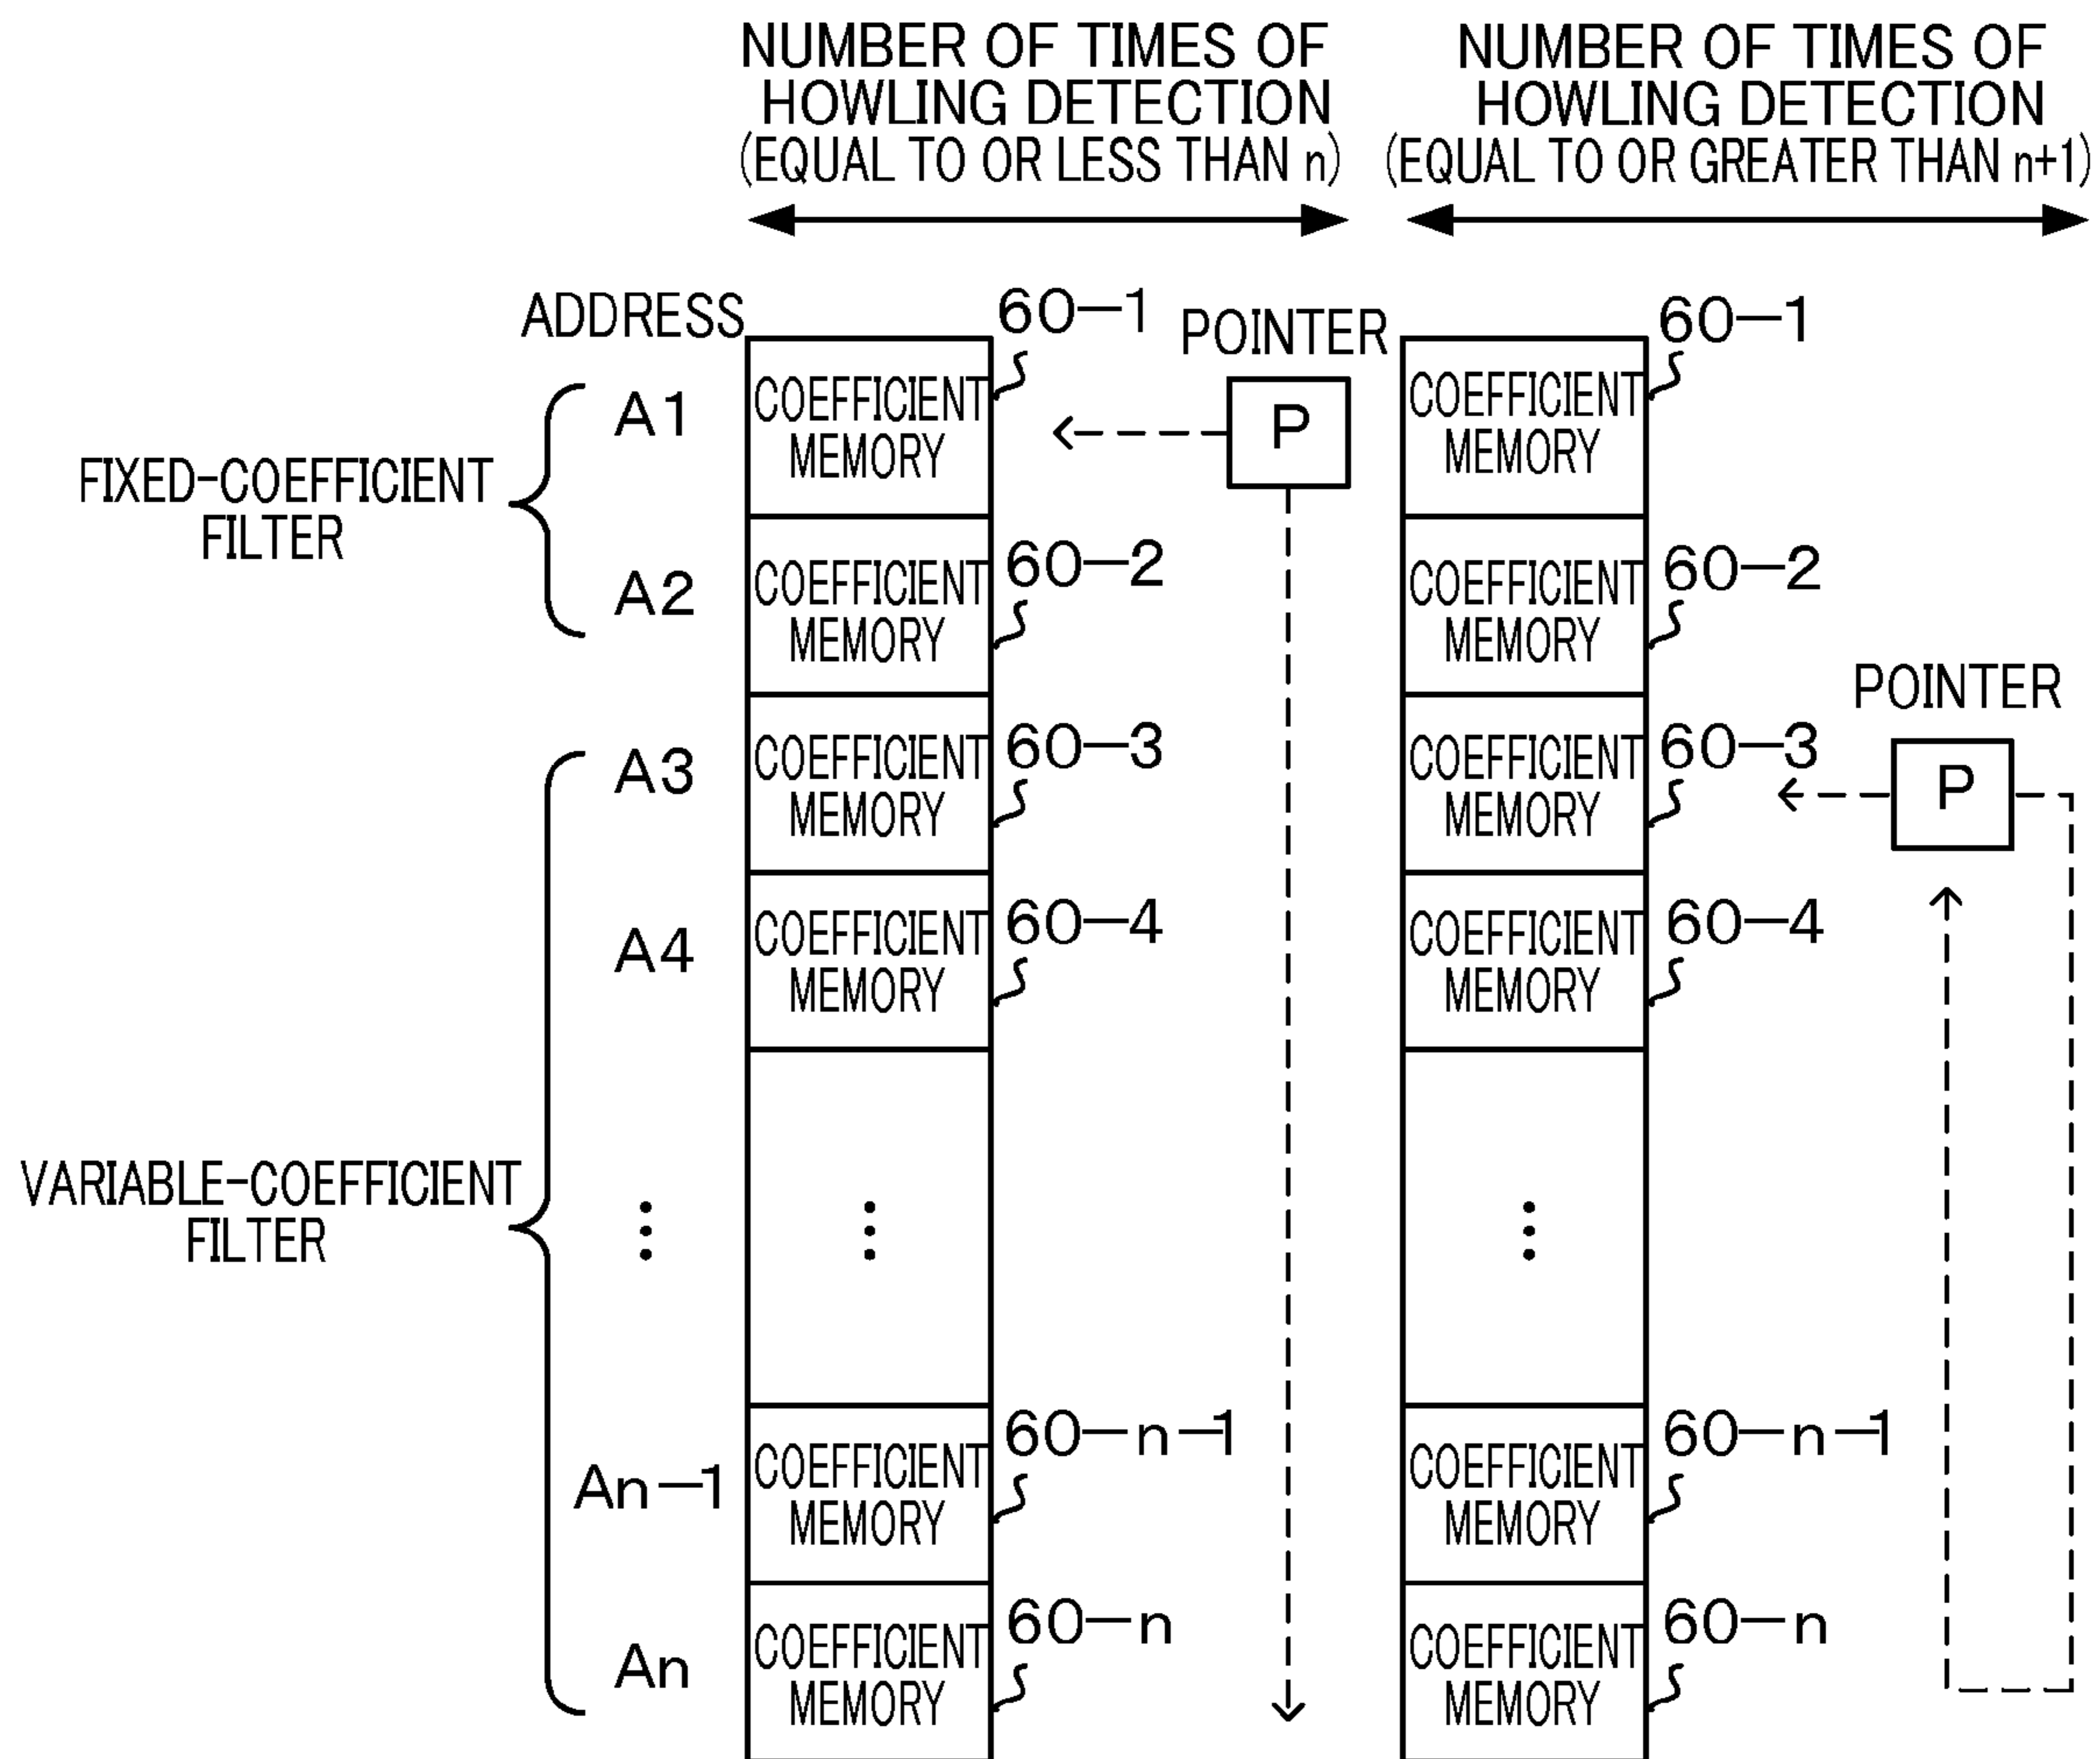 NUMBER OF TIMES OF
HOWLING DETECTION
(EQUAL TO OR LESS THAN n)
NUMBER OF TIMES OF
HOWLING DETECTION
(EQUAL TO OR GREATER THAN n+1)
ADDRESS
FIXED-COEFFICIENT
FILTER
VARIABLE-COEFFICIENT
FILTER
A1
A2
A3
A4
⋮
An-1
An
COEFFICIENT
MEMORY
60-1
COEFFICIENT
MEMORY
60-2
COEFFICIENT
MEMORY
60-3
COEFFICIENT
MEMORY
60-4
⋮
COEFFICIENT
MEMORY
60-n-1
COEFFICIENT
MEMORY
60-n
POINTER
P
COEFFICIENT
MEMORY
60-1
COEFFICIENT
MEMORY
60-2
COEFFICIENT
MEMORY
60-3
COEFFICIENT
MEMORY
60-4
⋮
COEFFICIENT
MEMORY
60-n-1
COEFFICIENT
MEMORY
60-n
POINTER
P